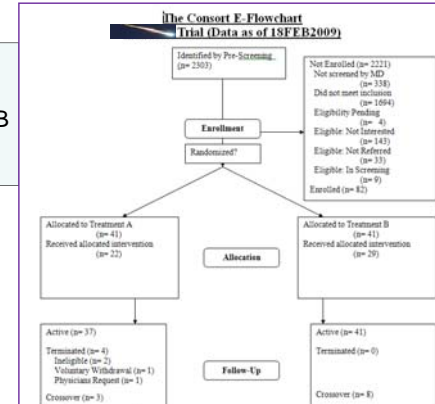 The Consort E-Flowchart
Trial (Data as of 18FEB2009)
B
Identified by Pre-Screening
(n= 2303)
Not Enrolled (n= 2221)
Not screened by MD
(n= 338)
Did not meet inclusion
(n= 1694)
Eligibility Pending
(n= 4)
Eligible: Not Interested
(n= 143)
Eligible: Not Referred
(n= 33)
Eligible: In Screening
(n= 9)
Enrolled (n= 82)
Enrollment
Randomized?
Allocated to Treatment A
(n= 41)
Received allocated intervention
(n= 22)
Allocation
Allocated to Treatment B
(n= 41)
Received allocated intervention
(n= 29)
Active (n= 37)
Terminated (n= 4)
Ineligible (n= 2)
Voluntary Withdrawal (n= 1)
Physicians Request (n= 1)
Crossover (n= 3)
Follow-Up
Active (n= 41)
Terminated (n= 0)
Crossover (n= 8)